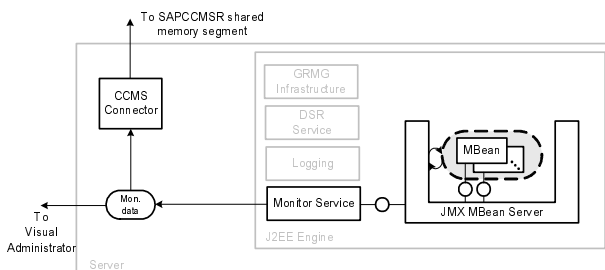 To SAPCCMSR shared
memory segment
GRMG
Infrastructure
CCMS
Connector
DSR
Service
MBean
Logging
Mon.
data
Monitor Service
To
Visual
Administrator
JMX MBean Server
J2EE Engine
Server